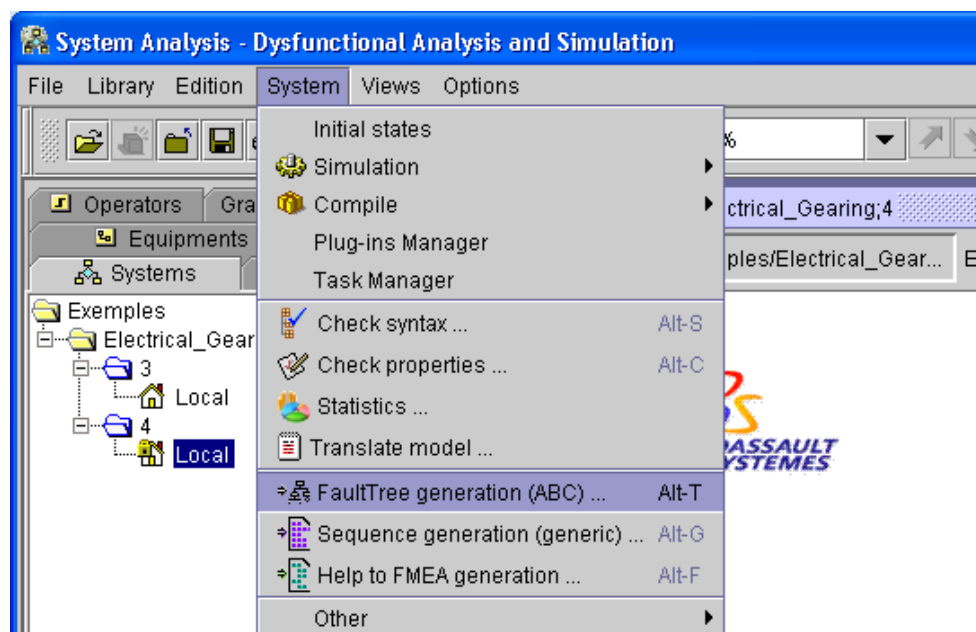 System Analysis - Dysfunctional Analysis and Simulation
File Library Edition System Views Options
Initial states
%
Simulation
Compile
Plug-ins Manager
Task Manager
Check syntax ... Alt-S
Check properties ... Alt-C
Statistics ...
Translate model ...
FaultTree generation (ABC) ... Alt-T
Sequence generation (generic) ... Alt-G
Help to FMEA generation ... Alt-F
Other
Operators Gra
Equipments
Systems
Exemples
Electrical_Gear
3
Local
4
Local
ctrical_Gearing;4
ples/Electrical_Gear... E
DASSAULT
SYSTEMES